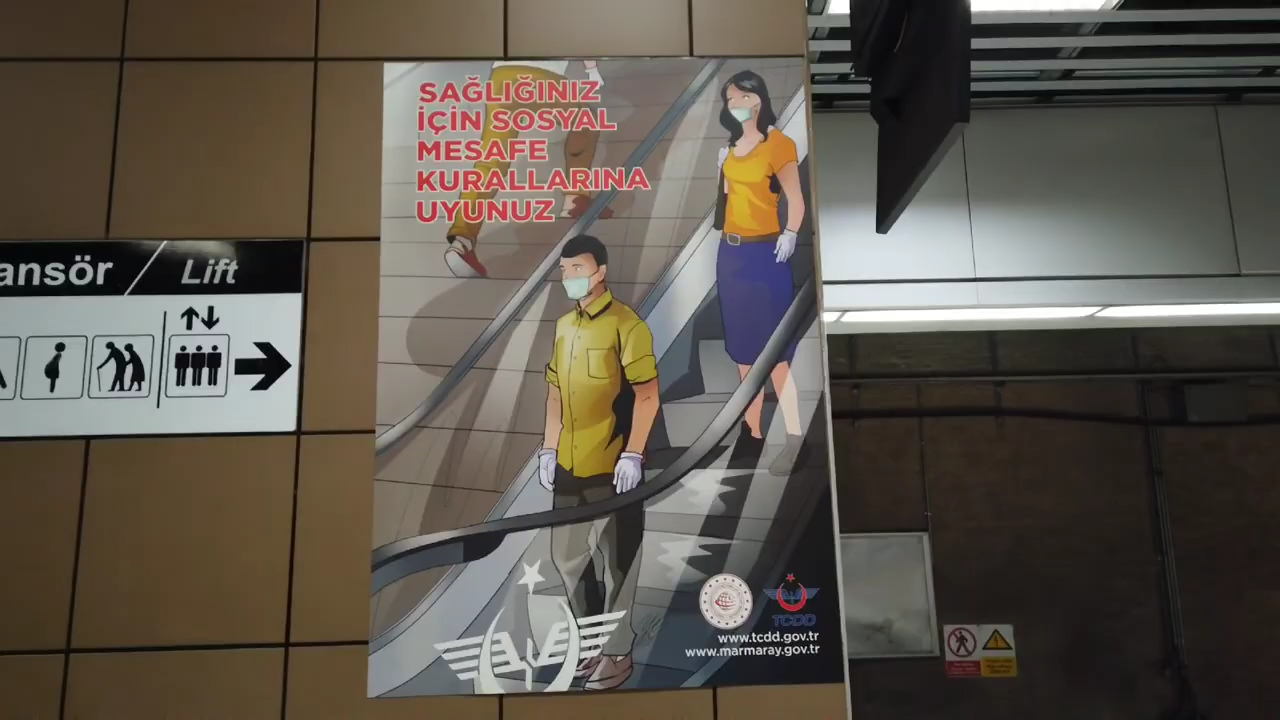 SAĞLIĞINIZ
İÇİN SOSYAL
MESAFE
KURALLARINA
UYUNUZ
ansör / Lift
TCDD
www.tcdd.gov.tr
www.marmaray.gov.tr